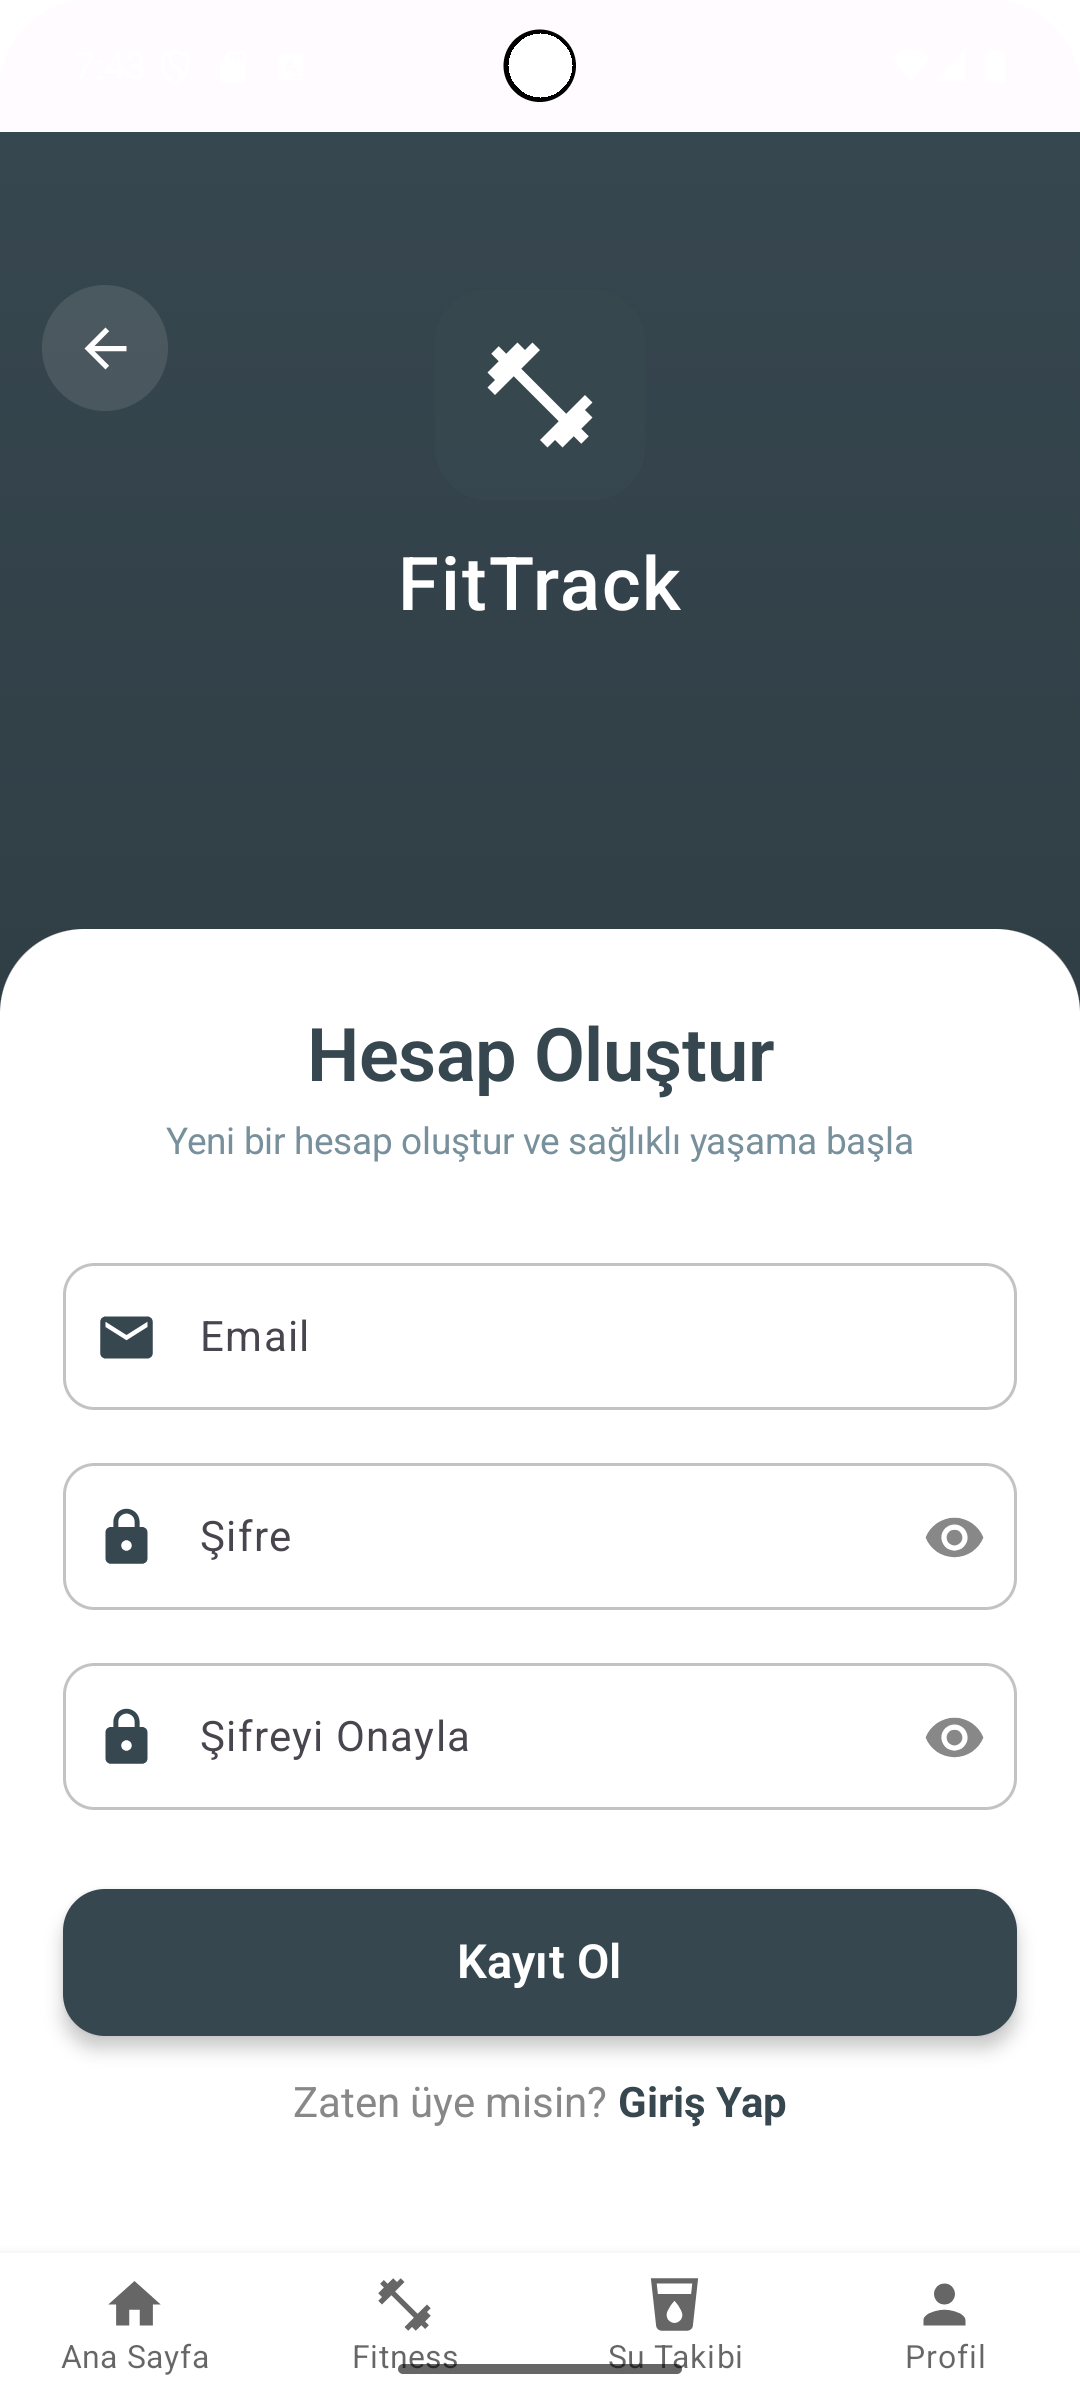 FitTrack
Hesap Oluştur
Yeni bir hesap oluştur ve sağlıklı yaşama başla
Email
Şifre
Şifreyi Onayla
Kayıt Ol
Zaten üye misin? Giriş Yap
Ana Sayfa
Fitness
Su Takibi
Profil